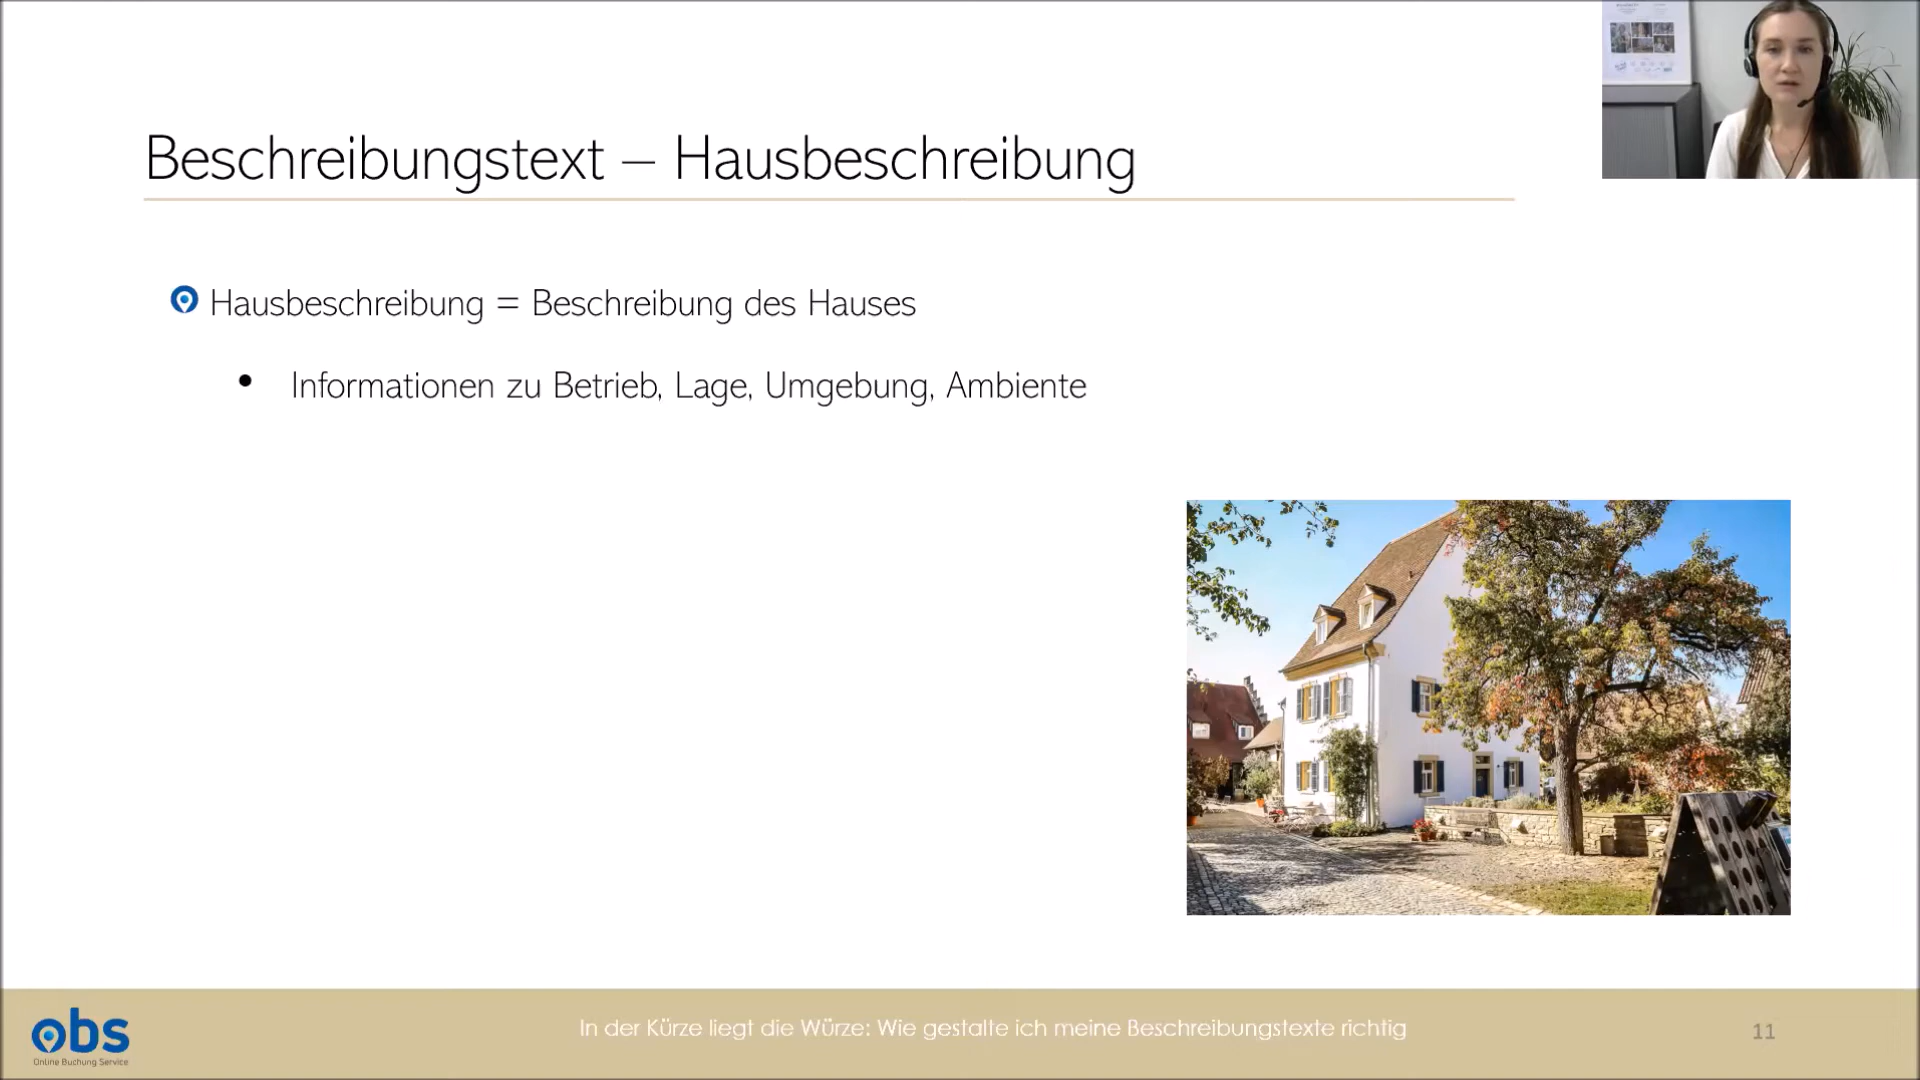 Beschreibungstext – Hausbeschreibung
Hausbeschreibung = Beschreibung des Hauses
• Informationen zu Betrieb, Lage, Umgebung, Ambiente
obs
Online Buchung Service
In der Kürze liegt die Würze: Wie gestalte ich meine Beschreibungstexte richtig
11